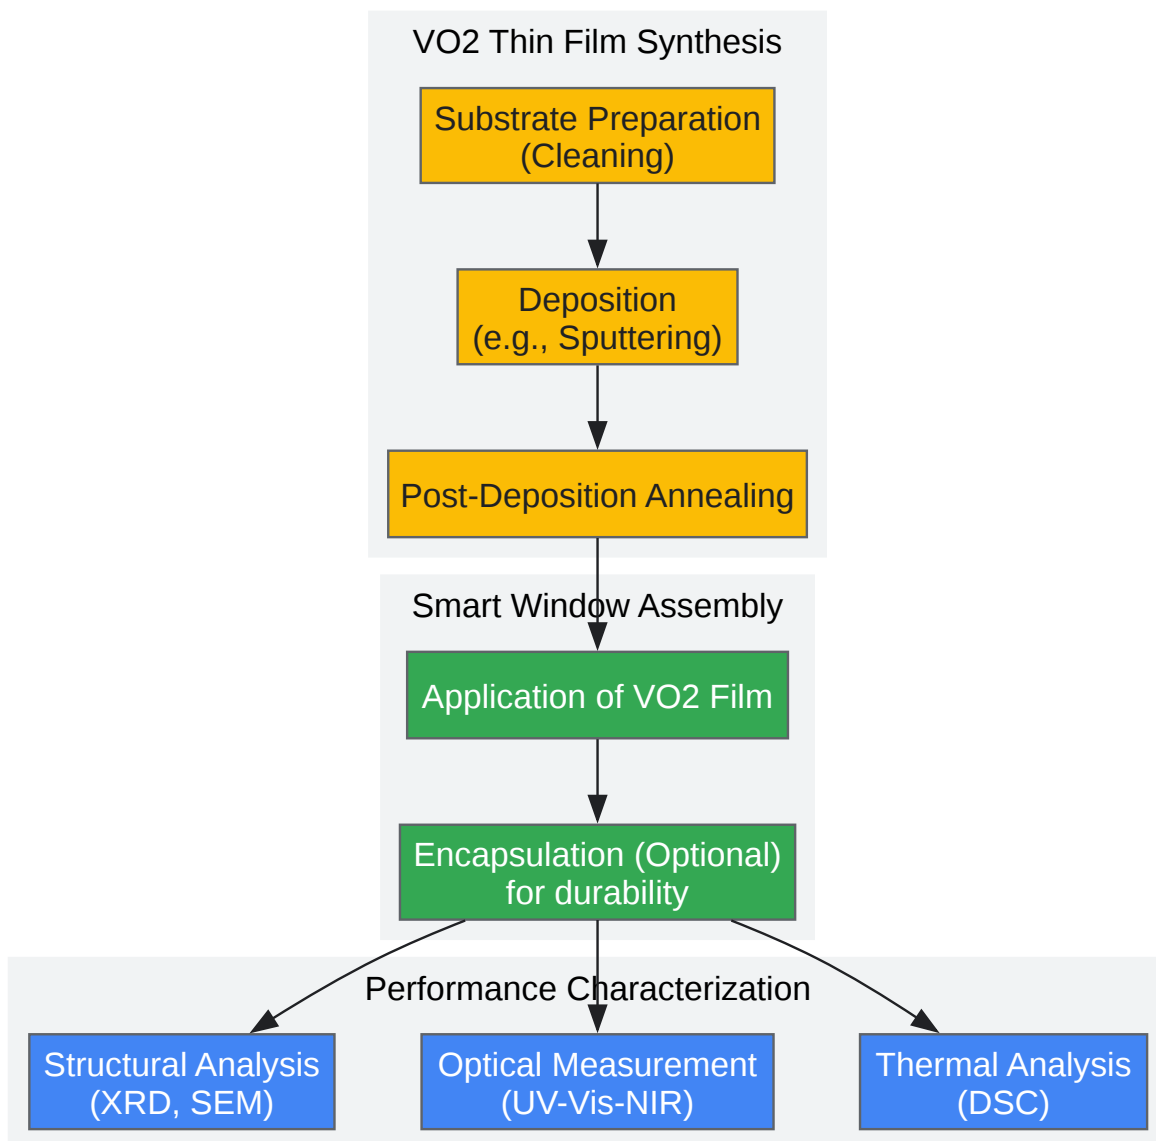 VO2 Thin Film Synthesis
Substrate Preparation
(Cleaning)
Deposition
(e.g., Sputtering)
Post-Deposition Annealing
Smart Window Assembly
Application of VO2 Film
Encapsulation (Optional)
for durability
Performance Characterization
Structural Analysis
(XRD, SEM)
Optical Measurement
(UV-Vis-NIR)
Thermal Analysis
(DSC)